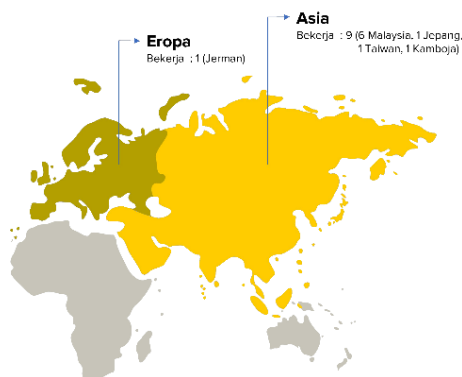 Eropa
Bekerja : 1 (Jerman)
Asia
Bekerja : 9 (6 Malaysia, 1 Jepang,
1 Taiwan, 1 Kamboja)